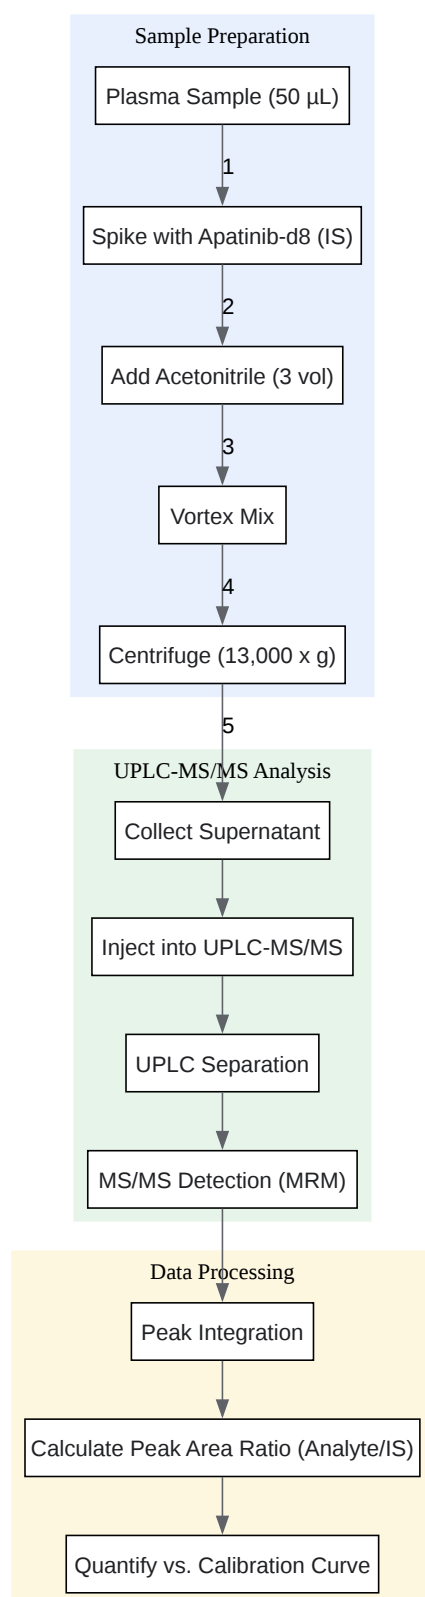 Sample Preparation
Plasma Sample (50 µL)
1
Spike with Apatinib-d8 (IS)
2
Add Acetonitrile (3 vol)
3
Vortex Mix
4
Centrifuge (13,000 x g)
5
UPLC-MS/MS Analysis
Collect Supernatant
Inject into UPLC-MS/MS
UPLC Separation
MS/MS Detection (MRM)
Data Processing
Peak Integration
Calculate Peak Area Ratio (Analyte/IS)
Quantify vs. Calibration Curve